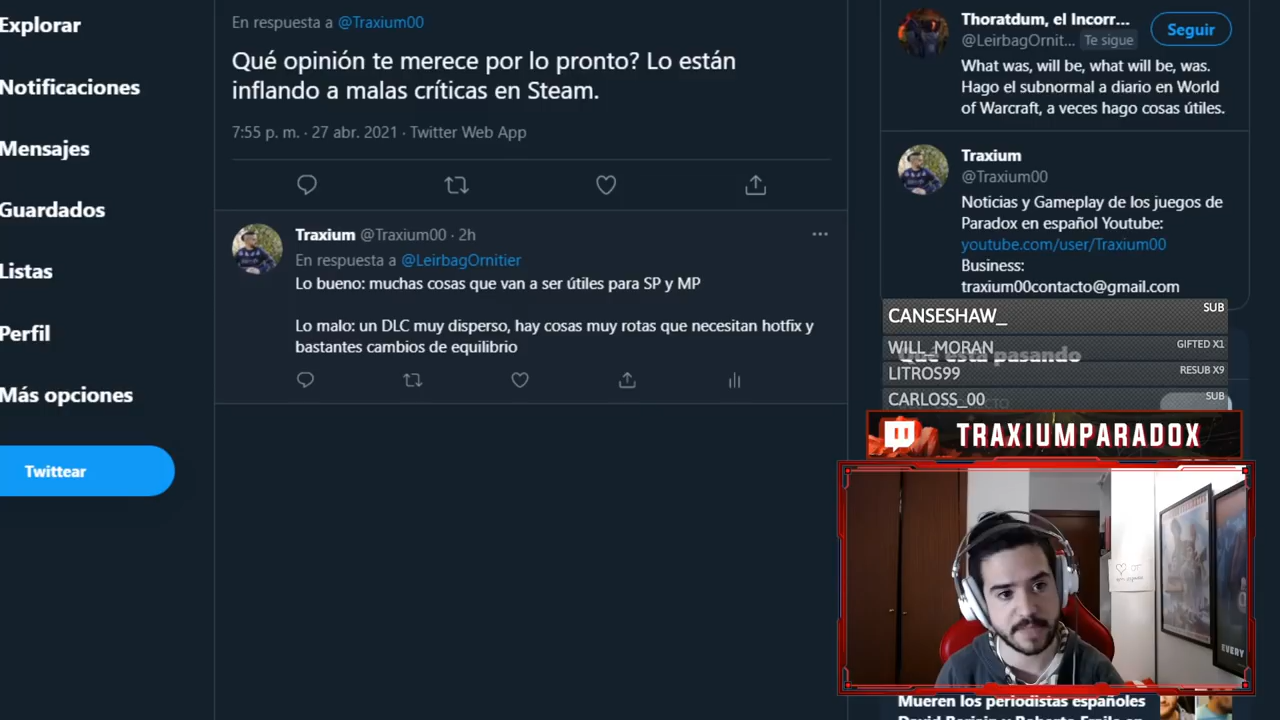 Explorar
Notificaciones
Mensajes
Guardados
Listas
Perfil
Más opciones
Twittear
En respuesta a @Traxium00
Qué opinión te merece por lo pronto? Lo están
inflando a malas críticas en Steam.
7:55 p. m. · 27 abr. 2021 · Twitter Web App
Traxium @Traxium00 · 2h
En respuesta a @LeirbagOrnitier
Lo bueno: muchas cosas que van a ser útiles para SP y MP
Lo malo: un DLC muy disperso, hay cosas muy rotas que necesitan hotfix y
bastantes cambios de equilibrio
Thoratdum, el Incorr...
Seguir
@LeirbagOrnit... Te sigue
What was, will be, what will be, was.
Hago el subnormal a diario en World
of Warcraft, a veces hago cosas útiles.
Traxium
@Traxium00
Noticias y Gameplay de los juegos de
Paradox en español Youtube:
youtube.com/user/Traxium00
Business:
traxium00contacto@gmail.com
CANSESHAW_ SUB
WILL_MORAN GIFTED X1
Qué está pasando
LITROS99 RESUB X9
CARLOSS_00 SUB
TRAXIUMPARADOX
EVERY
Mueren los periodistas españoles